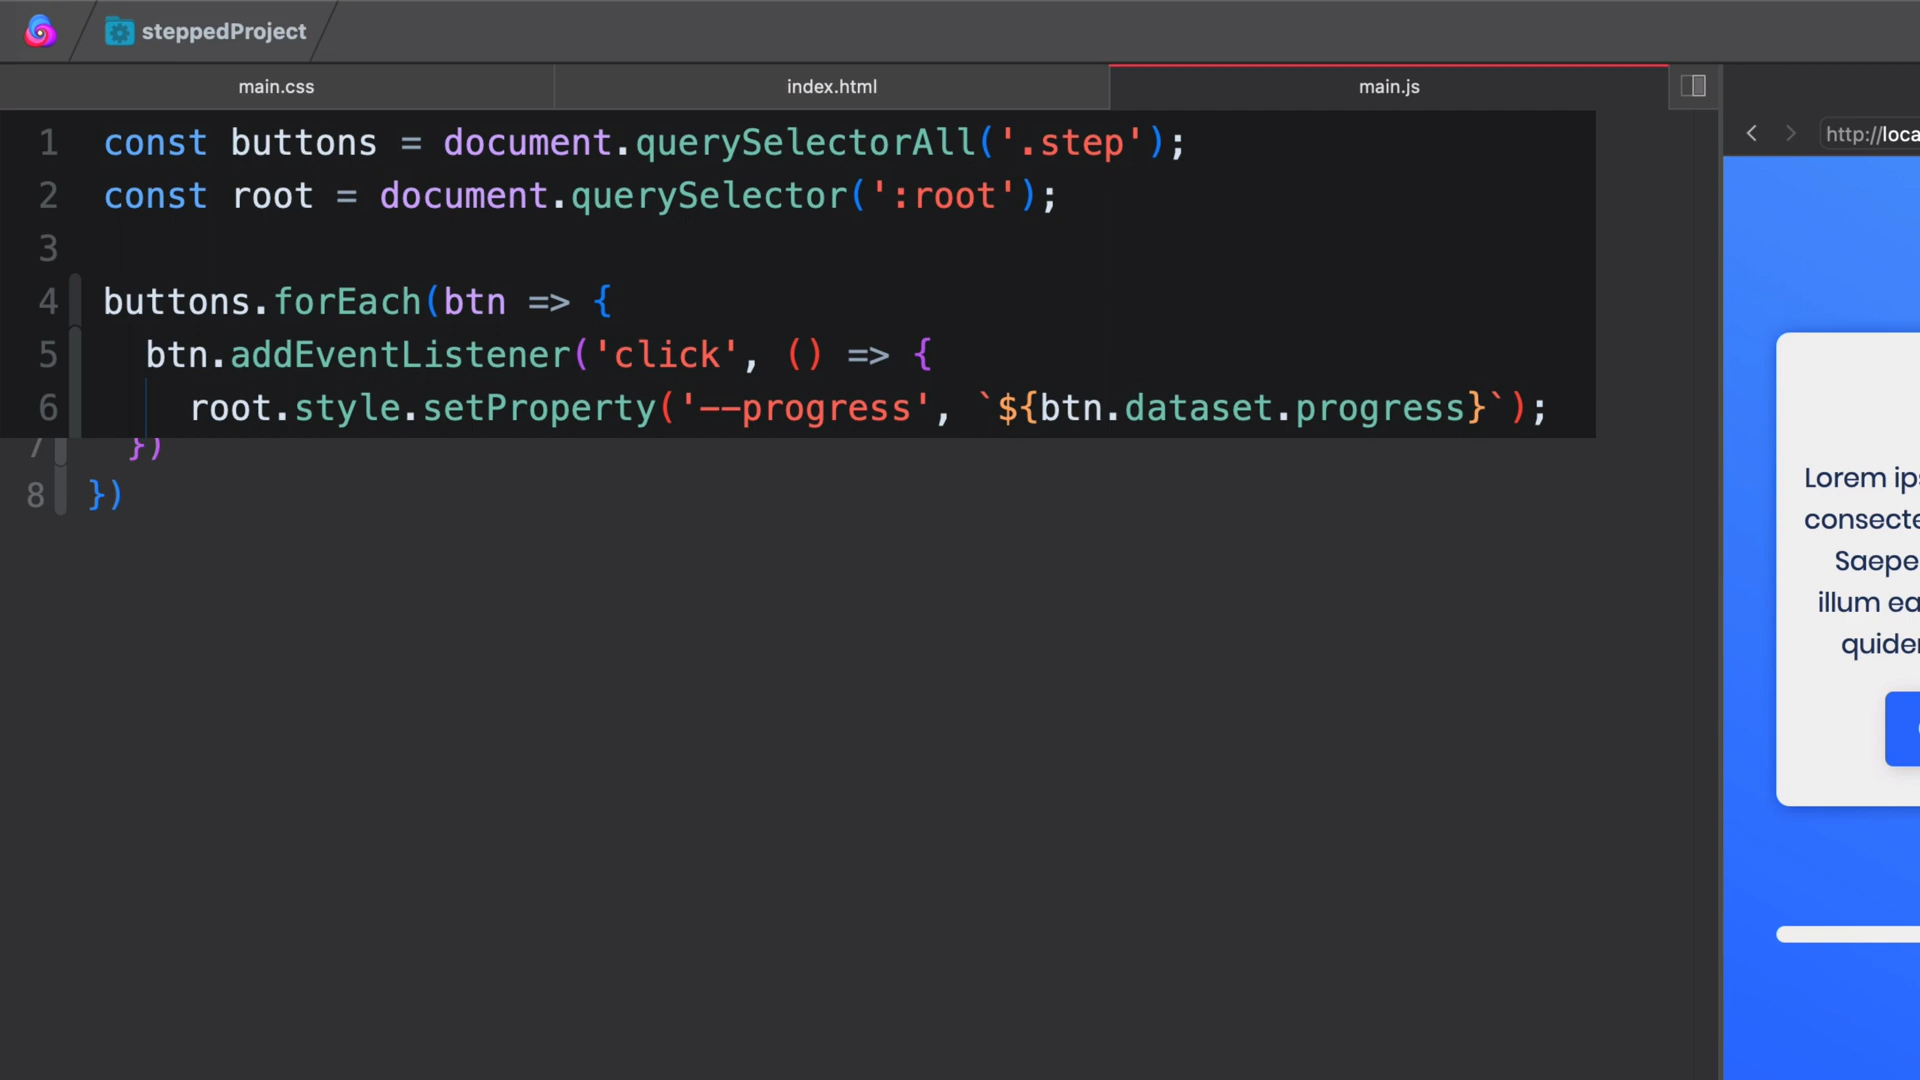 steppedProject
main.css
index.html
main.js
1 const buttons = document.querySelectorAll('.step');
2 const root = document.querySelector(':root');
3
4 buttons.forEach(btn => {
5 btn.addEventListener('click', () => {
6 root.style.setProperty('--progress', `${btn.dataset.progress}`);
7 })
8 })
http://loca
Lorem ips
consecte
Saepe
illum ea
quider